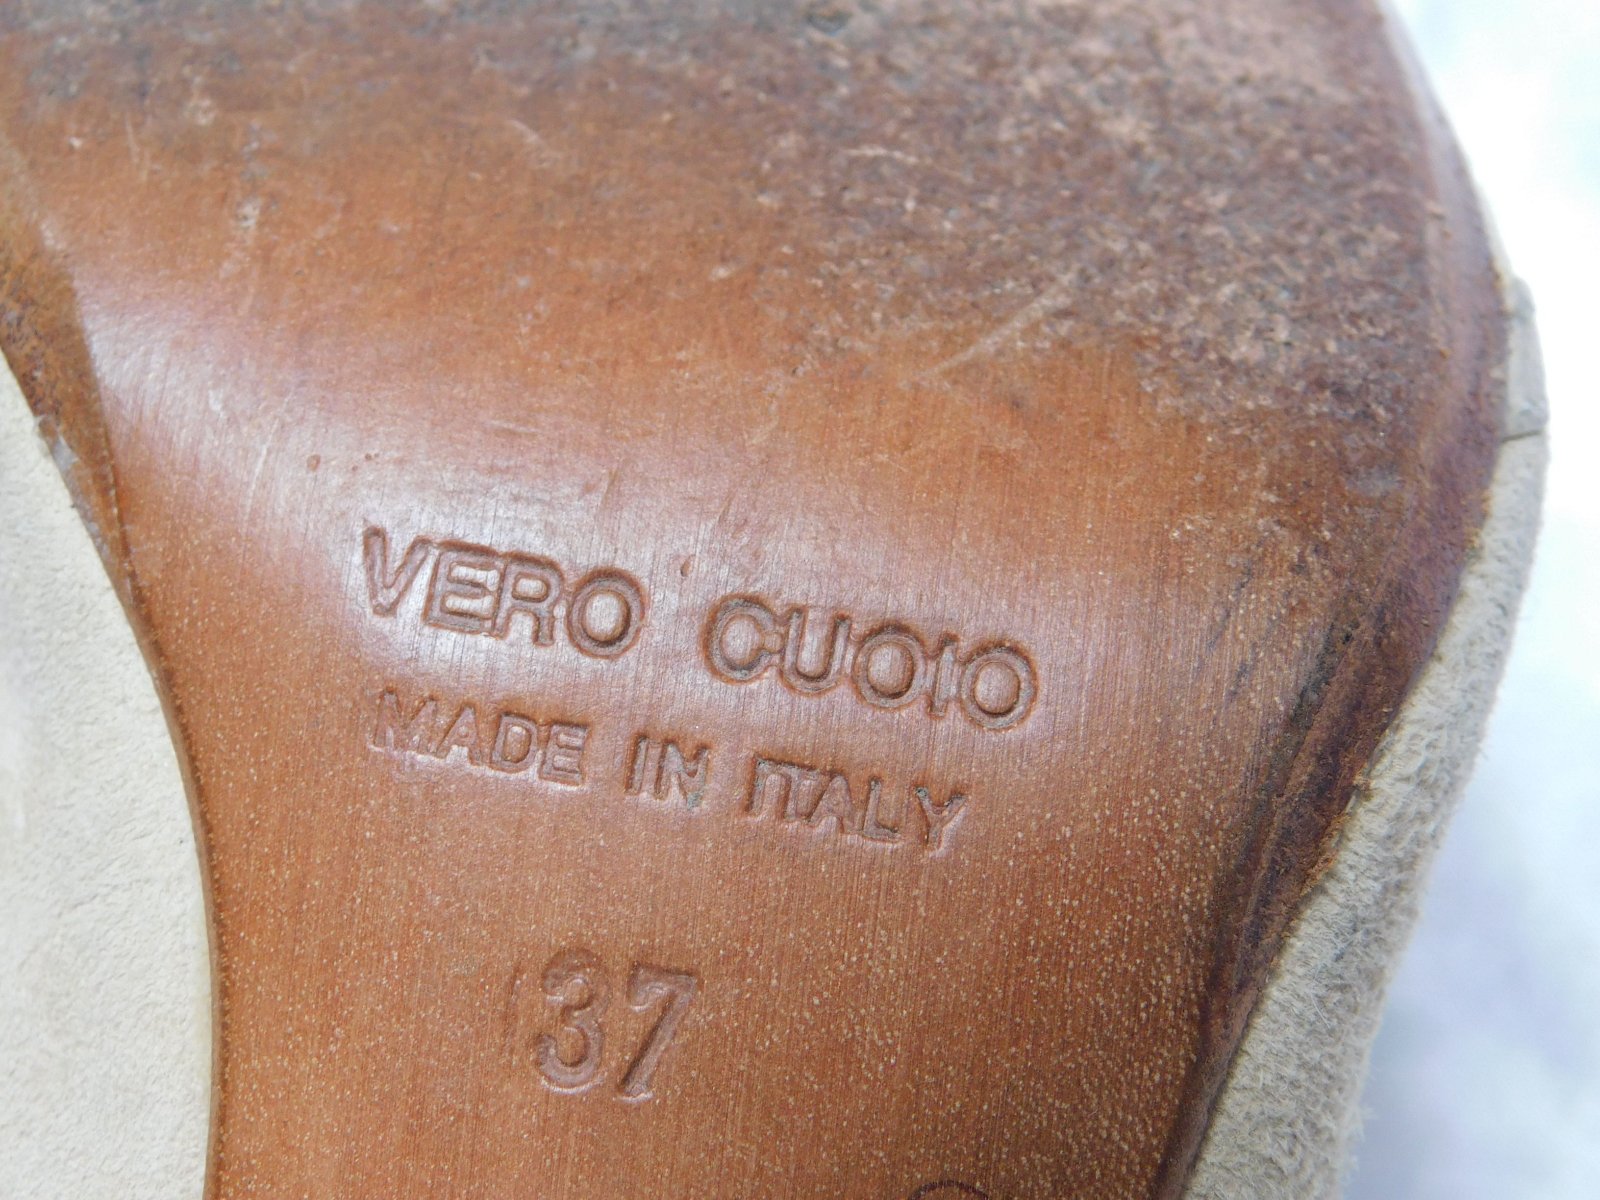 VERO CUOIO
MADE IN ITALY
37